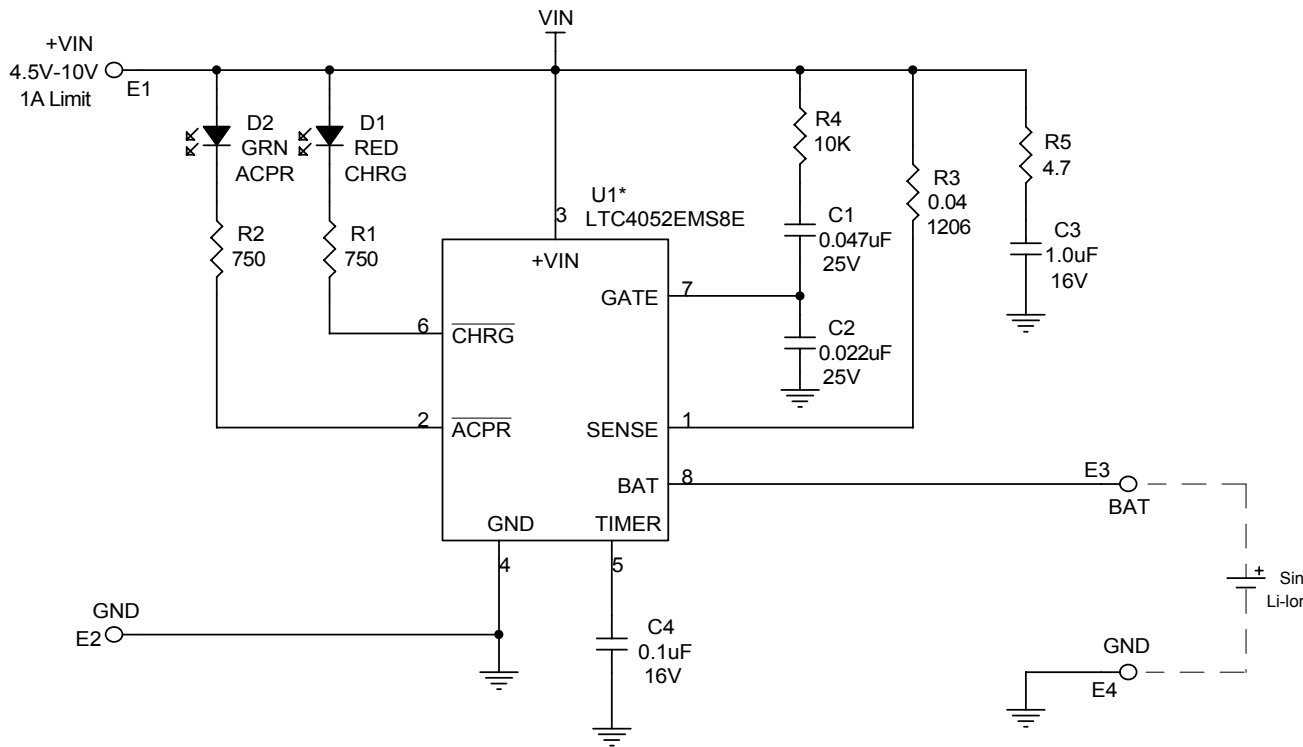 VIN
+VIN
4.5V-10V
1A Limit
E1
D2
GRN
ACPR
D1
RED
CHRG
R4
10K
R5
4.7
R3
0.04
1206
U1*
LTC4052EMS8E
3
R2
750
R1
750
C1
0.047uF
25V
C3
1.0uF
16V
+VIN
GATE
7
6
CHRG
C2
0.022uF
25V
2
ACPR
SENSE
1
BAT
8
E3
BAT
GND
TIMER
4
5
+
GND
E2
C4
0.1uF
16V
GND
E4